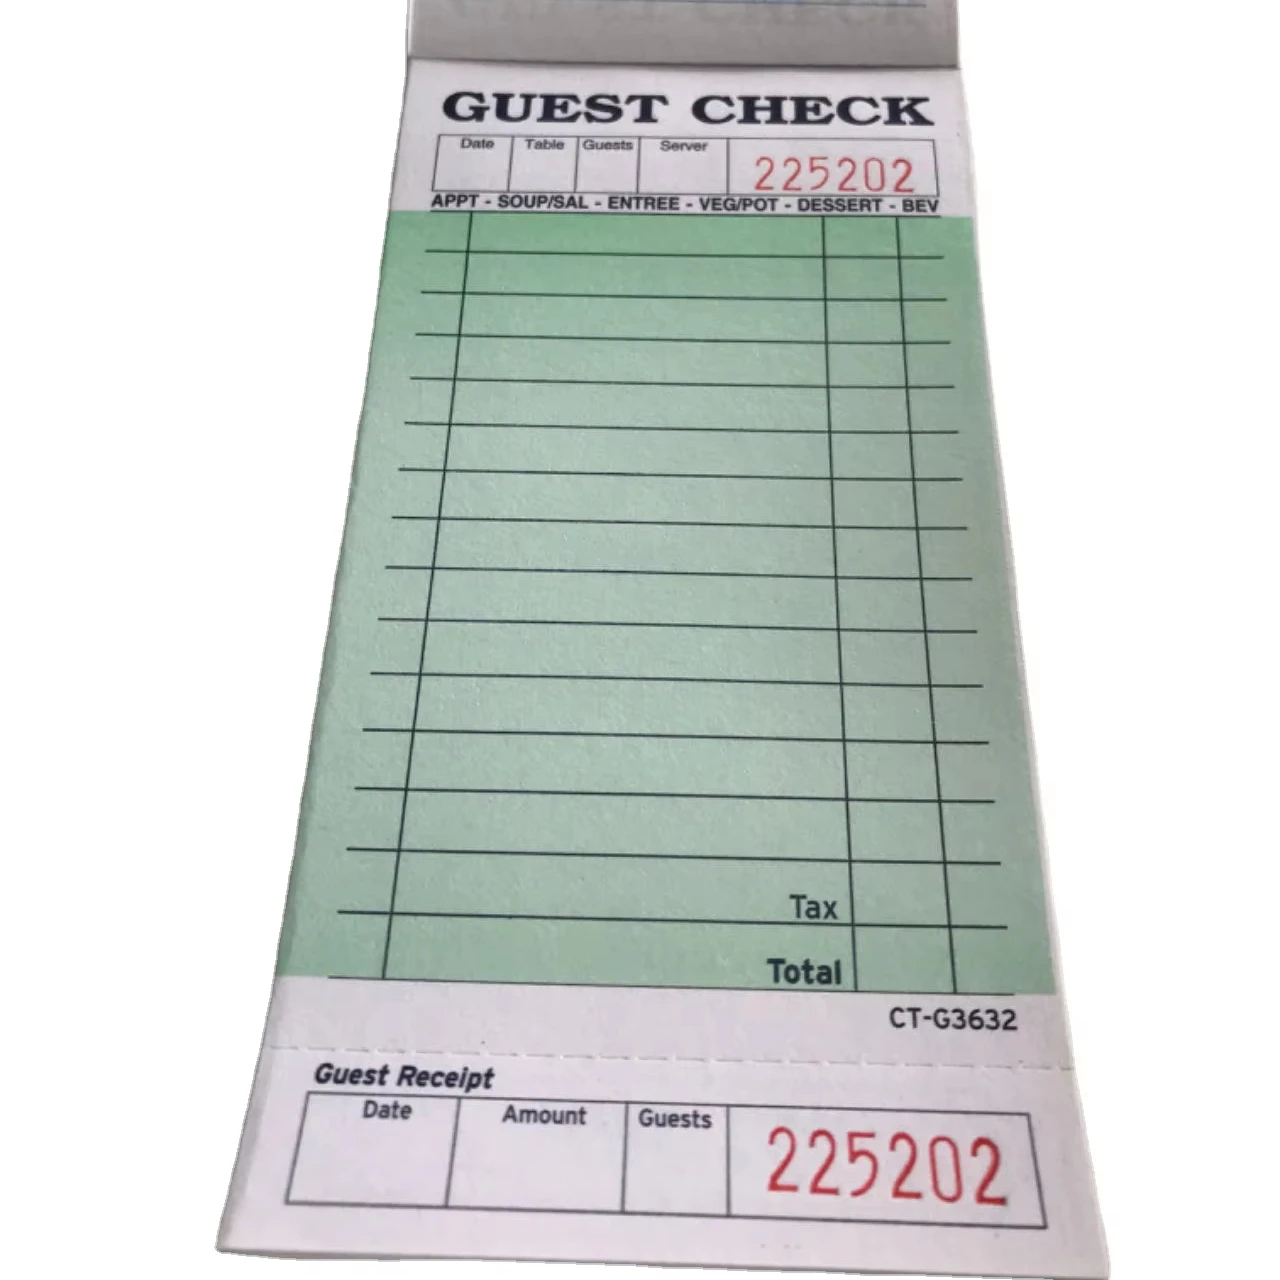 GUEST CHECK
Date Table Guests Server 225202
APPT - SOUP/SAL - ENTREE - VEG/POT - DESSERT - BEV
Tax
Total
CT-G3632
Guest Receipt
Date Amount Guests 225202